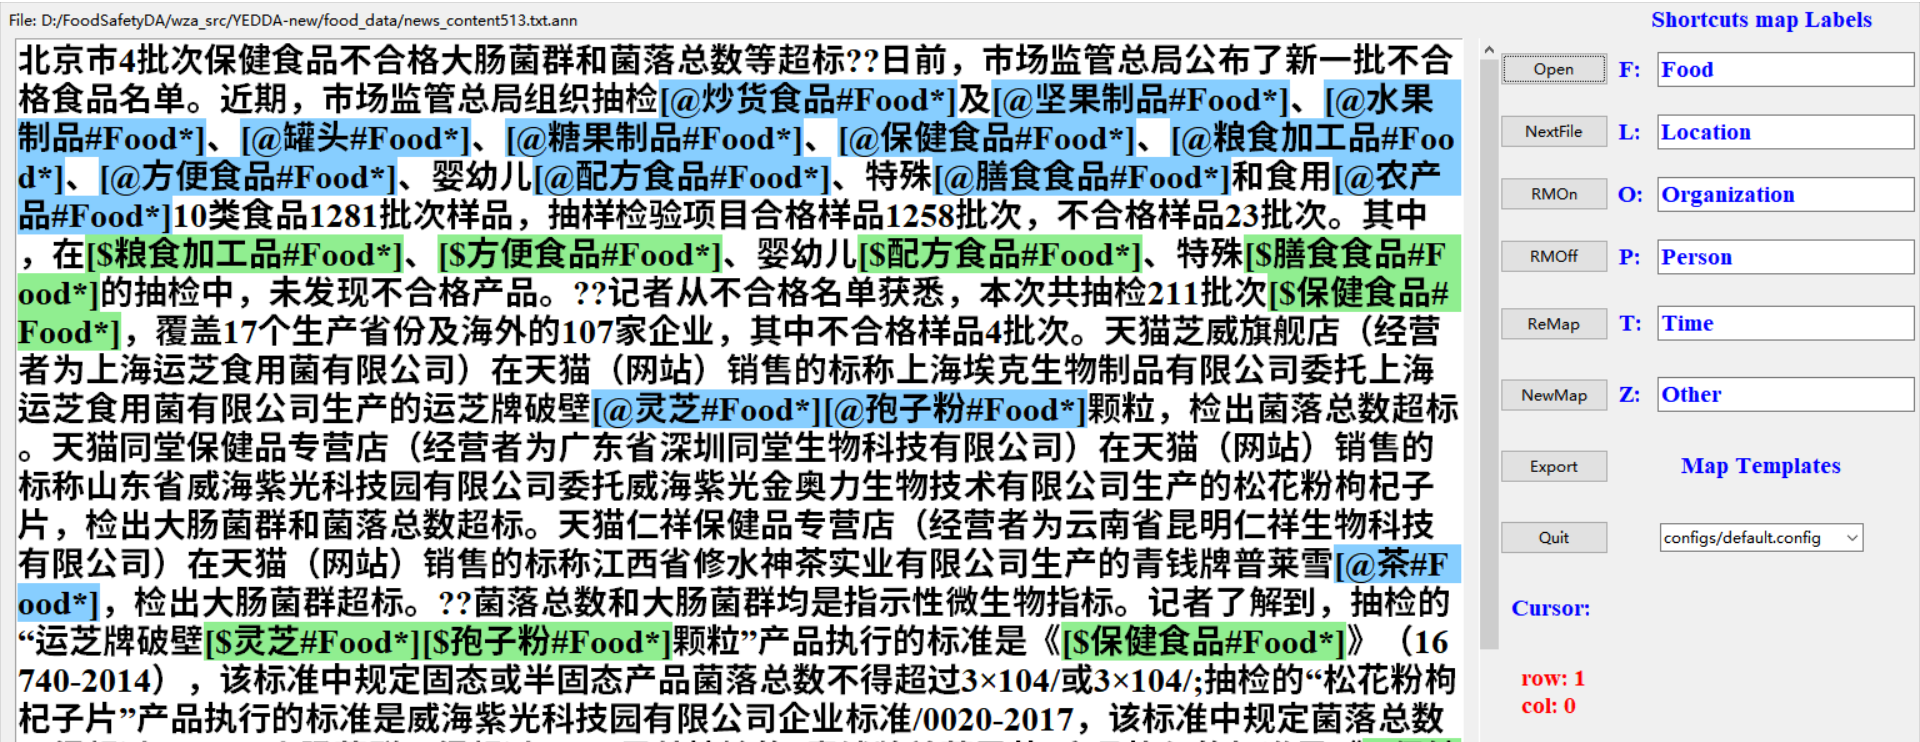 File: D:/FoodSafetyDA/wza_src/YEDDA-new/food_data/news_content513.txt.ann
北京市4批次保健食品不合格大肠菌群和菌落总数等超标??日前，市场监管总局公布了新一批不合
格食品名单。近期，市场监管总局组织抽检[@炒货食品#Food*]及[@坚果制品#Food*]、[@水果
制品#Food*]、[@罐头#Food*]、[@糖果制品#Food*]、[@保健食品#Food*]、[@粮食加工品#Foo
d*]、[@方便食品#Food*]、婴幼儿[@配方食品#Food*]、特殊[@膳食食品#Food*]和食用[@农产
品#Food*]10类食品1281批次样品，抽样检验项目合格样品1258批次，不合格样品23批次。其中
，在[$粮食加工品#Food*]、[$方便食品#Food*]、婴幼儿[$配方食品#Food*]、特殊[$膳食食品#F
ood*]的抽检中，未发现不合格产品。??记者从不合格名单获悉，本次共抽检211批次[$保健食品#
Food*]，覆盖17个生产省份及海外的107家企业，其中不合格样品4批次。天猫芝威旗舰店（经营
者为上海运芝食用菌有限公司）在天猫（网站）销售的标称上海埃克生物制品有限公司委托上海
运芝食用菌有限公司生产的运芝牌破壁[@灵芝#Food*][@孢子粉#Food*]颗粒，检出菌落总数超标
。天猫同堂保健品专营店（经营者为广东省深圳同堂生物科技有限公司）在天猫（网站）销售的
标称山东省威海紫光科技园有限公司委托威海紫光金奥力生物技术有限公司生产的松花粉枸杞子
片，检出大肠菌群和菌落总数超标。天猫仁祥保健品专营店（经营者为云南省昆明仁祥生物科技
有限公司）在天猫（网站）销售的标称江西省修水神茶实业有限公司生产的青钱牌普莱雪[@茶#F
ood*]，检出大肠菌群超标。??菌落总数和大肠菌群均是指示性微生物指标。记者了解到，抽检的
“运芝牌破壁[$灵芝#Food*][$孢子粉#Food*]颗粒”产品执行的标准是《[$保健食品#Food*]》（16
740-2014），该标准中规定固态或半固态产品菌落总数不得超过3×104/或3×104/;抽检的“松花粉枸
杞子片”产品执行的标准是威海紫光科技园有限公司企业标准/0020-2017，该标准中规定菌落总数
Shortcuts map Labels
Open F: Food
NextFile L: Location
RMOn O: Organization
RMOff P: Person
ReMap T: Time
NewMap Z: Other
Export Map Templates
Quit configs/default.config
Cursor:
row: 1
col: 0